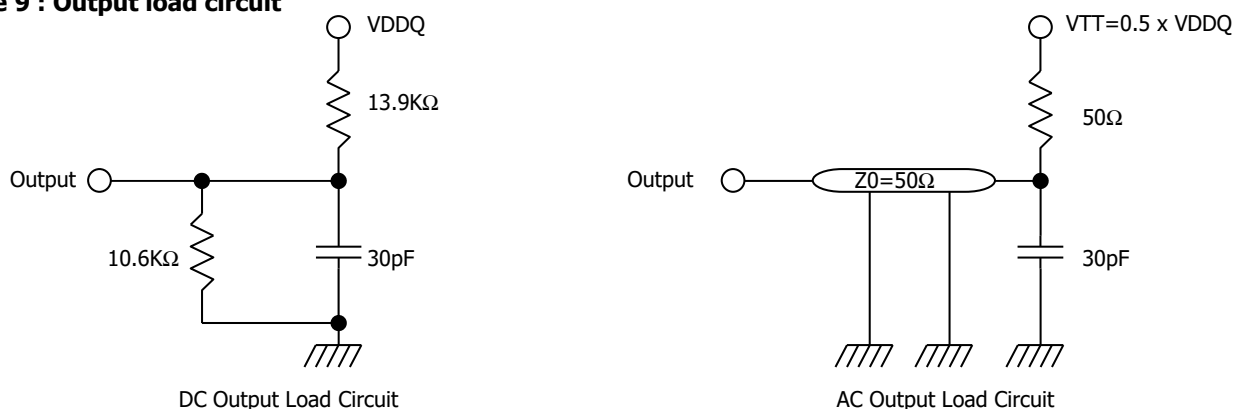 e 9 : Output load circuit
VDDQ
13.9KΩ
Output
10.6KΩ
30pF
DC Output Load Circuit
VTT=0.5 x VDDQ
50Ω
Output
Z0=50Ω
30pF
AC Output Load Circuit